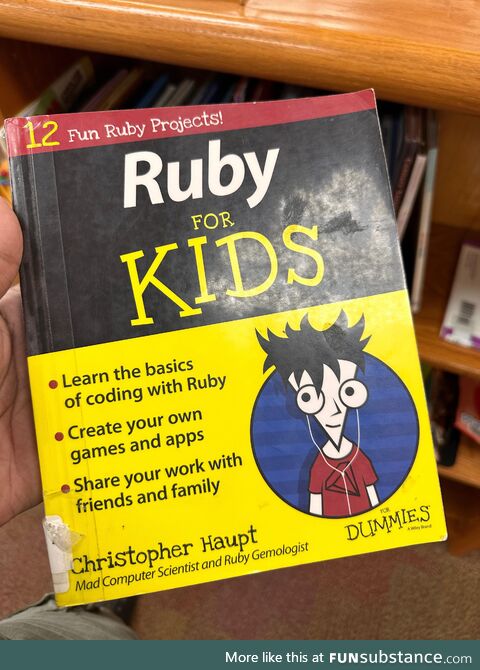 12 Fun Ruby Projects!
Ruby
FOR
KIDS
Learn the basics
of coding with Ruby
Create your own
games and apps
Share your work with
friends and family
FOR
DUMMIES
A Wiley Brand
Christopher Haupt
Mad Computer Scientist and Ruby Gemologist
More like this at FUNsubstance.com